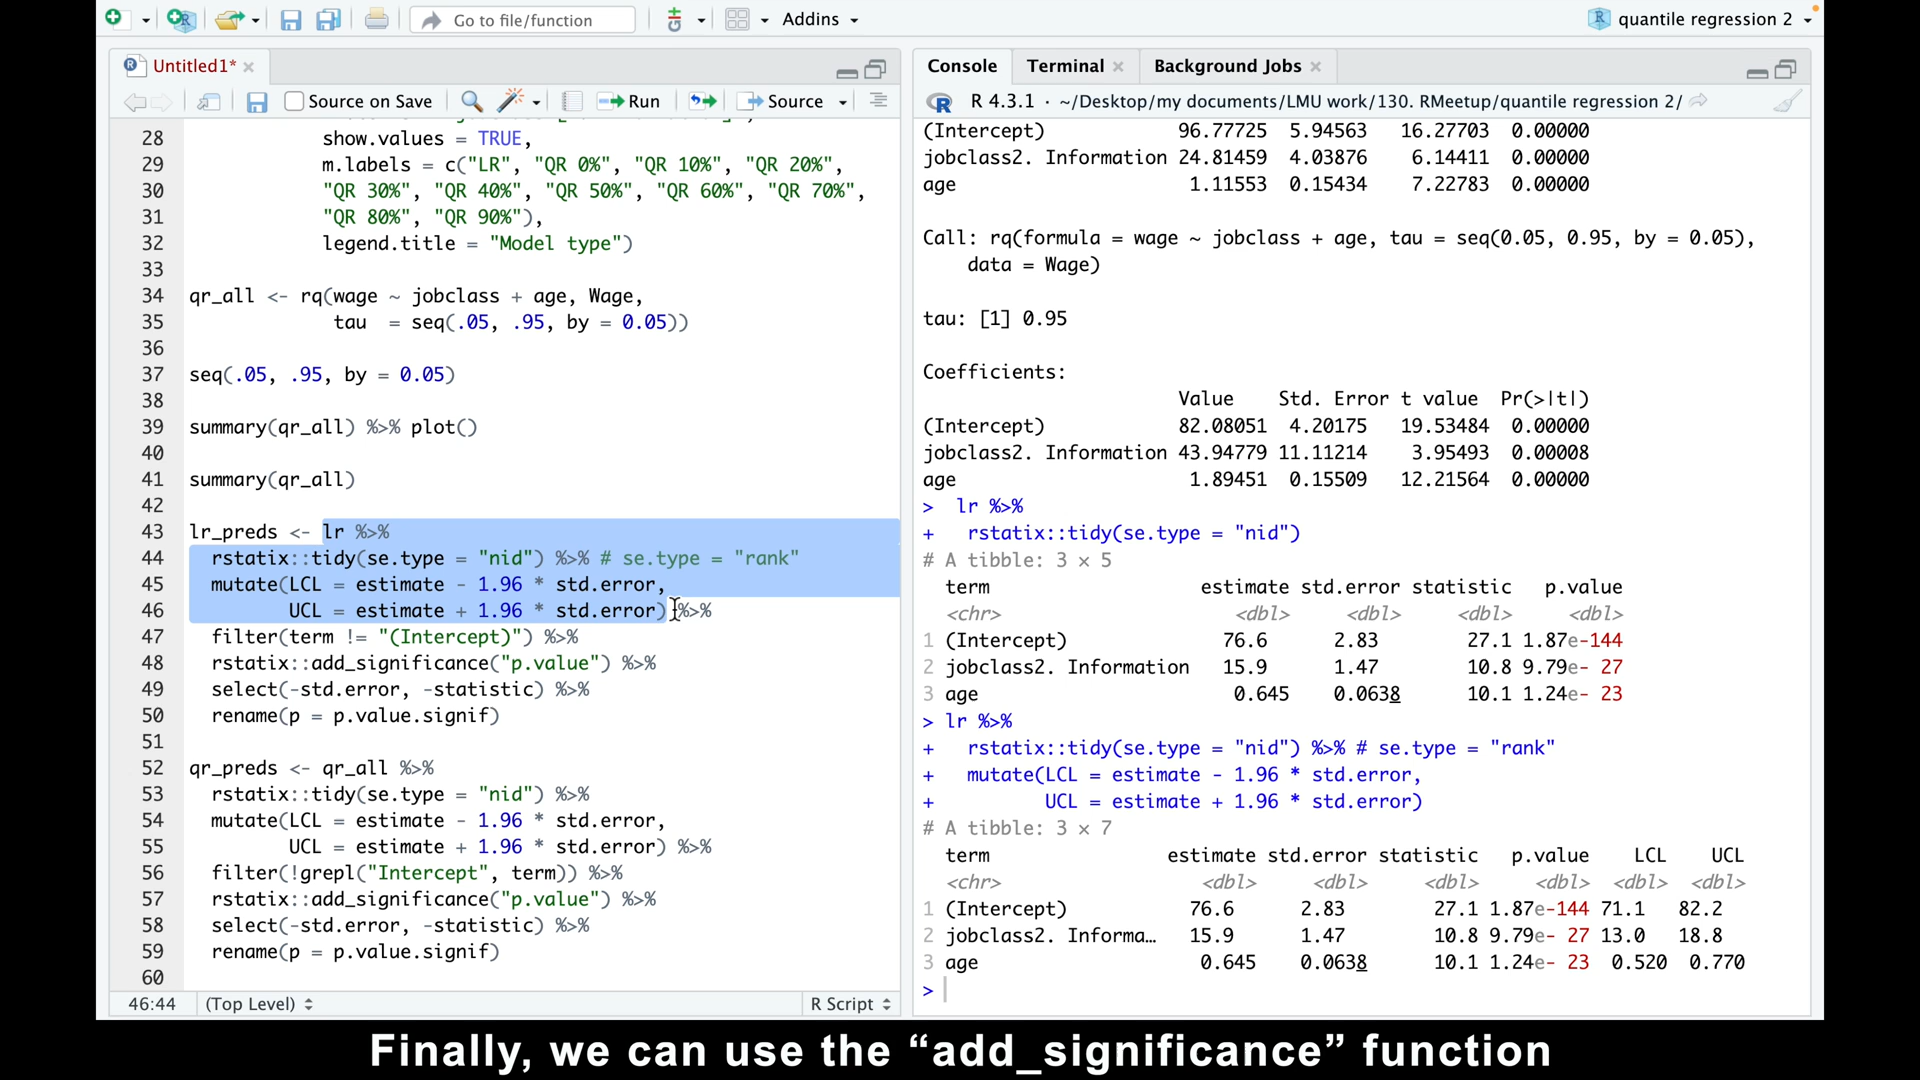 Go to file/function
Addins
quantile regression 2
Untitled1*
Source on Save
Run
Source
28 show.values = TRUE,
29 m.labels = c("LR", "QR 0%", "QR 10%", "QR 20%",
30 "QR 30%", "QR 40%", "QR 50%", "QR 60%", "QR 70%",
31 "QR 80%", "QR 90%"),
32 legend.title = "Model type")
33
34 qr_all <- rq(wage ~ jobclass + age, Wage,
35 tau  = seq(.05, .95, by = 0.05))
36
37 seq(.05, .95, by = 0.05)
38
39 summary(qr_all) %>% plot()
40
41 summary(qr_all)
42
43 lr_preds <- lr %>%
44 rstatix::tidy(se.type = "nid") %>% # se.type = "rank"
45 mutate(LCL = estimate - 1.96 * std.error,
46 UCL = estimate + 1.96 * std.error) %>%
47 filter(term != "(Intercept)") %>%
48 rstatix::add_significance("p.value") %>%
49 select(-std.error, -statistic) %>%
50 rename(p = p.value.signif)
51
52 qr_preds <- qr_all %>%
53 rstatix::tidy(se.type = "nid") %>%
54 mutate(LCL = estimate - 1.96 * std.error,
55 UCL = estimate + 1.96 * std.error) %>%
56 filter(!grepl("Intercept", term)) %>%
57 rstatix::add_significance("p.value") %>%
58 select(-std.error, -statistic) %>%
59 rename(p = p.value.signif)
60
46:44 (Top Level) R Script
Console Terminal Background Jobs
R 4.3.1 · ~/Desktop/my documents/LMU work/130. RMeetup/quantile regression 2/
(Intercept) 96.77725 5.94563 16.27703 0.00000
jobclass2. Information 24.81459 4.03876 6.14411 0.00000
age 1.11553 0.15434 7.22783 0.00000
Call: rq(formula = wage ~ jobclass + age, tau = seq(0.05, 0.95, by = 0.05),
data = Wage)
tau: [1] 0.95
Coefficients:
Value Std. Error t value Pr(>|t|)
(Intercept) 82.08051 4.20175 19.53484 0.00000
jobclass2. Information 43.94779 11.11214 3.95493 0.00008
age 1.89451 0.15509 12.21564 0.00000
> lr %>%
+ rstatix::tidy(se.type = "nid")
# A tibble: 3 × 5
term estimate std.error statistic p.value
<chr> <dbl> <dbl> <dbl> <dbl>
1 (Intercept) 76.6 2.83 27.1 1.87e-144
2 jobclass2. Information 15.9 1.47 10.8 9.79e- 27
3 age 0.645 0.0638 10.1 1.24e- 23
> lr %>%
+ rstatix::tidy(se.type = "nid") %>% # se.type = "rank"
+ mutate(LCL = estimate - 1.96 * std.error,
+ UCL = estimate + 1.96 * std.error)
# A tibble: 3 × 7
term estimate std.error statistic p.value LCL UCL
<chr> <dbl> <dbl> <dbl> <dbl> <dbl> <dbl>
1 (Intercept) 76.6 2.83 27.1 1.87e-144 71.1 82.2
2 jobclass2. Informa… 15.9 1.47 10.8 9.79e- 27 13.0 18.8
3 age 0.645 0.0638 10.1 1.24e- 23 0.520 0.770
>
Finally, we can use the “add_significance” function